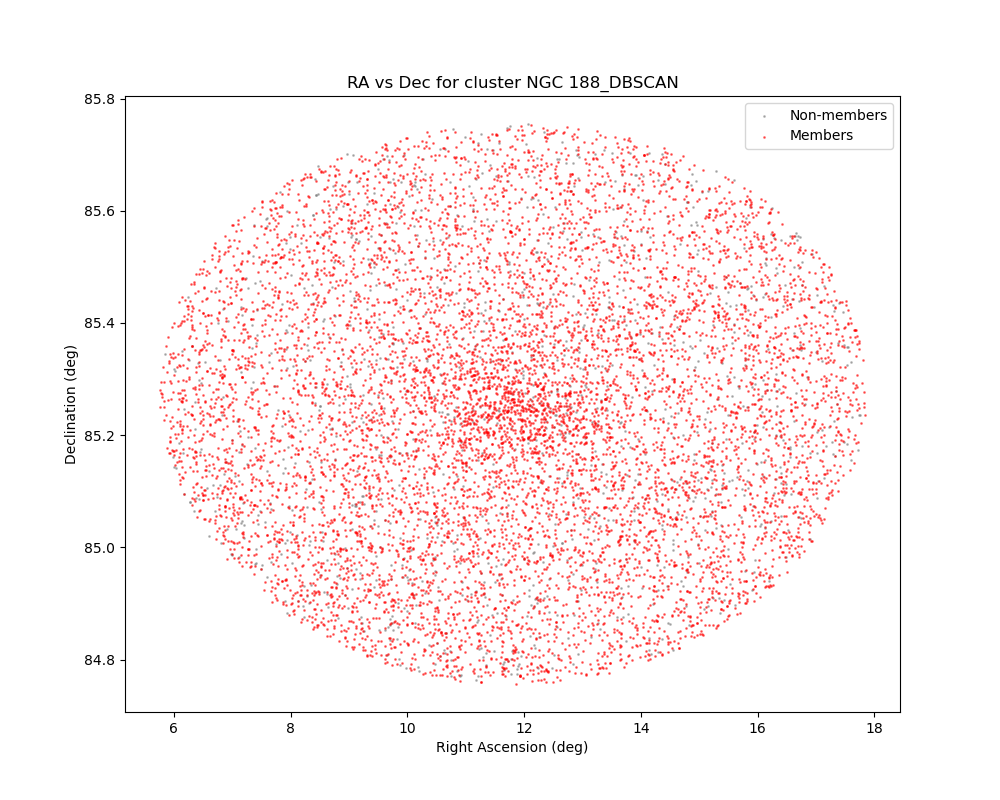 RA vs Dec for cluster NGC 188_DBSCAN
Non-members
Members
85.8
85.6
85.4
85.2
85.0
84.8
Declination (deg)
6 8 10 12 14 16 18
Right Ascension (deg)